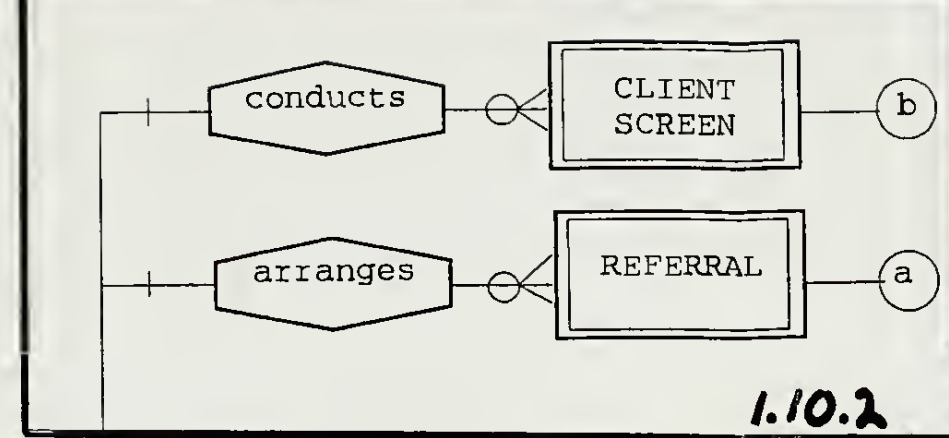 conducts
CLIENT
SCREEN
b
arranges
REFERRAL
a
1.10.2